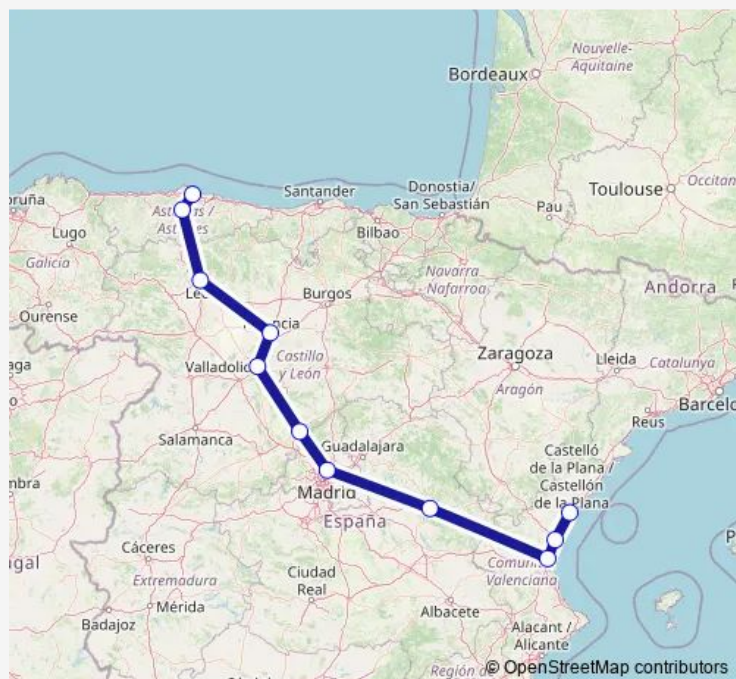 Bordeaux
Nouvelle-
Aquitaine
Toulouse
Occitan
Pau
Santander
Donostia/
San Sebastián
Bilbao
Lugo
Galicia
Ourense
Burgos
Navarra
Nafarroa
Andorra
Castilla
y León
Zaragoza
Aragón
Lleida
Catalunya
Reus
Salamanca
Guadalajara
Madrid
España
Castelló
de la Plana /
Castellón
de la Plana
Valenciana
Cáceres
Extremadura
Mérida
Badajoz
Ciudad
Real
Albacete
Alacant /
Alicante
© OpenStreetMap contributors